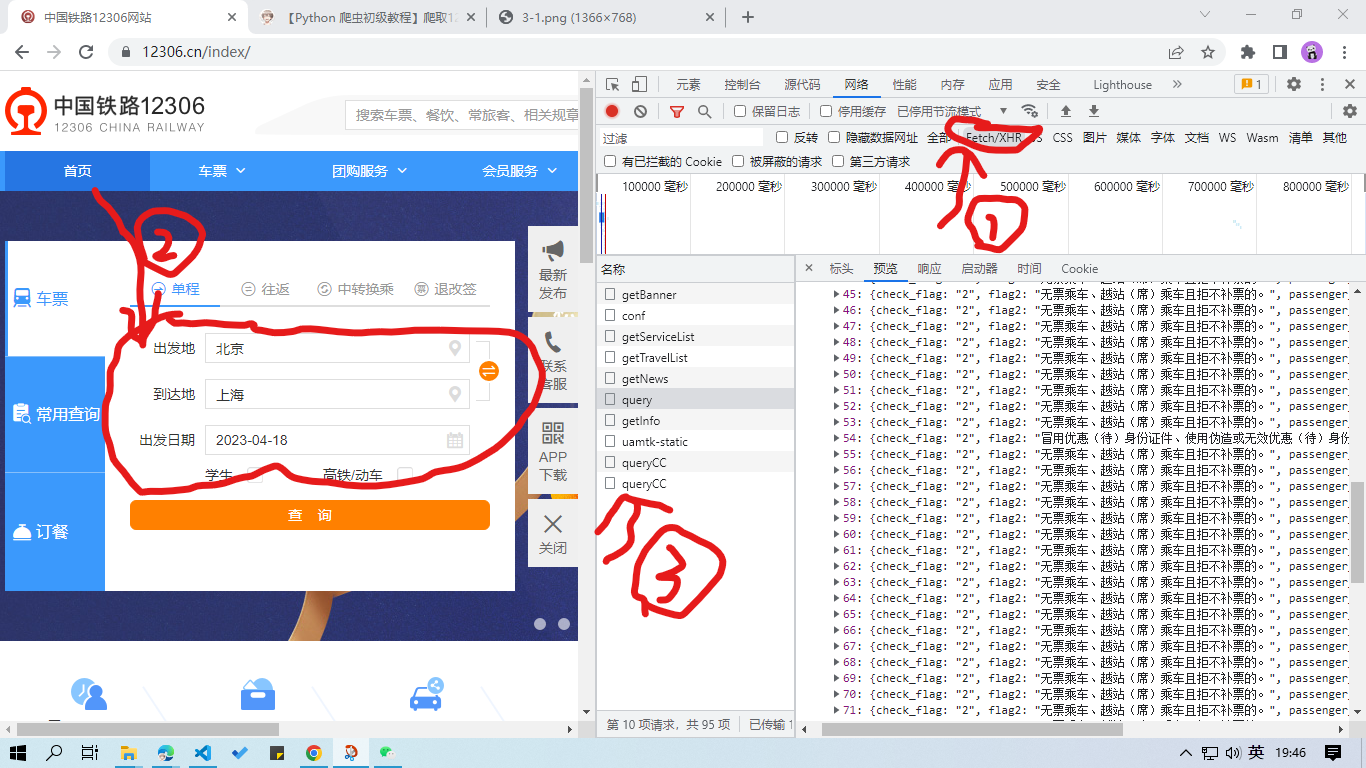 中国铁路12306网站
【Python 爬虫初级教程】爬取1
3-1.png (1366×768)
12306.cn/index/
中国铁路12306
12306 CHINA RAILWAY
搜索车票、餐饮、常旅客、相关规章
首页 车票 团购服务 会员服务
车票
常用查询
订餐
单程 往返 中转换乘 退改签
出发地 北京
到达地 上海
出发日期 2023-04-18
学生 高铁/动车
查 询
最新
发布
联系
客服
APP
下载
关闭
元素 控制台 源代码 网络 性能 内存 应用 安全 Lighthouse 1
保留日志 停用缓存 已停用节流模式
过滤 反转 隐藏数据网址 全部 Fetch/XHR JS CSS 图片 媒体 字体 文档 WS Wasm 清单 其他
有已拦截的 Cookie 被屏蔽的请求 第三方请求
100000 毫秒 200000 毫秒 300000 毫秒 400000 毫秒 500000 毫秒 600000 毫秒 700000 毫秒 800000 毫秒
①
②
③
名称
getBanner
conf
getServiceList
getTravelList
getNews
query
getInfo
uamtk-static
queryCC
queryCC
第 10 项请求，共 95 项 已传输 1
标头 预览 响应 启动器 时间 Cookie
45: {check_flag: "2", flag2: "无票乘车、越站（席）乘车且拒不补票的。", passenger_
46: {check_flag: "2", flag2: "无票乘车、越站（席）乘车且拒不补票的。", passenger_
47: {check_flag: "2", flag2: "无票乘车、越站（席）乘车且拒不补票的。", passenger_
48: {check_flag: "2", flag2: "无票乘车、越站（席）乘车且拒不补票的。", passenger_
49: {check_flag: "2", flag2: "无票乘车、越站（席）乘车且拒不补票的。", passenger_
50: {check_flag: "2", flag2: "无票乘车、越站（席）乘车且拒不补票的。", passenger_
51: {check_flag: "2", flag2: "无票乘车、越站（席）乘车且拒不补票的。", passenger_
52: {check_flag: "2", flag2: "无票乘车、越站（席）乘车且拒不补票的。", passenger_
53: {check_flag: "2", flag2: "无票乘车、越站（席）乘车且拒不补票的。", passenger_
54: {check_flag: "2", flag2: "冒用优惠（待）身份证件、使用伪造或无效优惠（待）身份
55: {check_flag: "2", flag2: "无票乘车、越站（席）乘车且拒不补票的。", passenger_
56: {check_flag: "2", flag2: "无票乘车、越站（席）乘车且拒不补票的。", passenger_
57: {check_flag: "2", flag2: "无票乘车、越站（席）乘车且拒不补票的。", passenger_
58: {check_flag: "2", flag2: "无票乘车、越站（席）乘车且拒不补票的。", passenger_
59: {check_flag: "2", flag2: "无票乘车、越站（席）乘车且拒不补票的。", passenger_
60: {check_flag: "2", flag2: "无票乘车、越站（席）乘车且拒不补票的。", passenger_
61: {check_flag: "2", flag2: "无票乘车、越站（席）乘车且拒不补票的。", passenger_
62: {check_flag: "2", flag2: "无票乘车、越站（席）乘车且拒不补票的。", passenger_
63: {check_flag: "2", flag2: "无票乘车、越站（席）乘车且拒不补票的。", passenger_
64: {check_flag: "2", flag2: "无票乘车、越站（席）乘车且拒不补票的。", passenger_
65: {check_flag: "2", flag2: "无票乘车、越站（席）乘车且拒不补票的。", passenger_
66: {check_flag: "2", flag2: "无票乘车、越站（席）乘车且拒不补票的。", passenger_
67: {check_flag: "2", flag2: "无票乘车、越站（席）乘车且拒不补票的。", passenger_
68: {check_flag: "2", flag2: "无票乘车、越站（席）乘车且拒不补票的。", passenger_
69: {check_flag: "2", flag2: "无票乘车、越站（席）乘车且拒不补票的。", passenger_
70: {check_flag: "2", flag2: "无票乘车、越站（席）乘车且拒不补票的。", passenger_
71: {check_flag: "2", flag2: "无票乘车、越站（席）乘车且拒不补票的。", passenger_
英 19:46